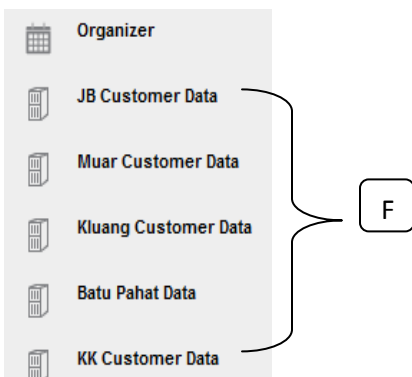 Organizer
JB Customer Data
Muar Customer Data
Kluang Customer Data
F
Batu Pahat Data
KK Customer Data